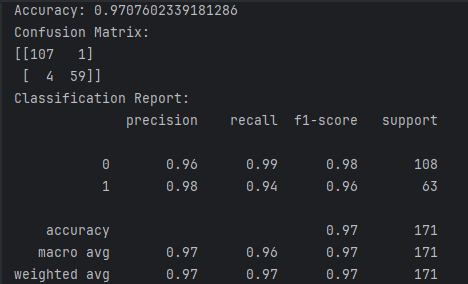 Accuracy: 0.9707602339181286
Confusion Matrix:
[[107   1]
 [  4  59]]
Classification Report:
              precision    recall  f1-score   support

           0       0.96      0.99      0.98       108
           1       0.98      0.94      0.96        63

    accuracy                           0.97       171
   macro avg       0.97      0.96      0.97       171
weighted avg       0.97      0.97      0.97       171